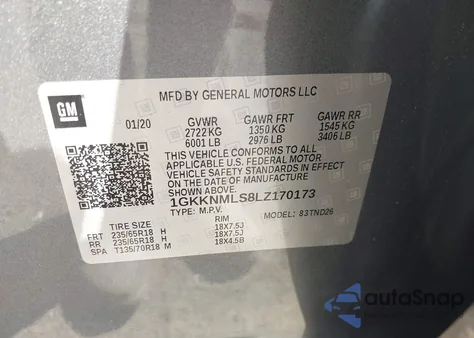 GM
MFD BY GENERAL MOTORS LLC
01/20 GVWR GAWR FRT GAWR RR
2722 KG 1350 KG 1545 KG
6001 LB 2976 LB 3406 LB
THIS VEHICLE CONFORMS TO ALL
APPLICABLE U.S. FEDERAL MOTOR
VEHICLE SAFETY STANDARDS IN
EFFECT ON THE DATE OF MANUFACTURE
SHOWN ABOVE.
1GKKNMLS8LZ170173
TYPE: M.P.V. MODEL: 83TND26
TIRE SIZE RIM
FRT 235/65R18 H 18X7.5J
RR 235/65R18 H 18X7.5J
SPA T135/70R18 M 18X4.5B
autoSnap